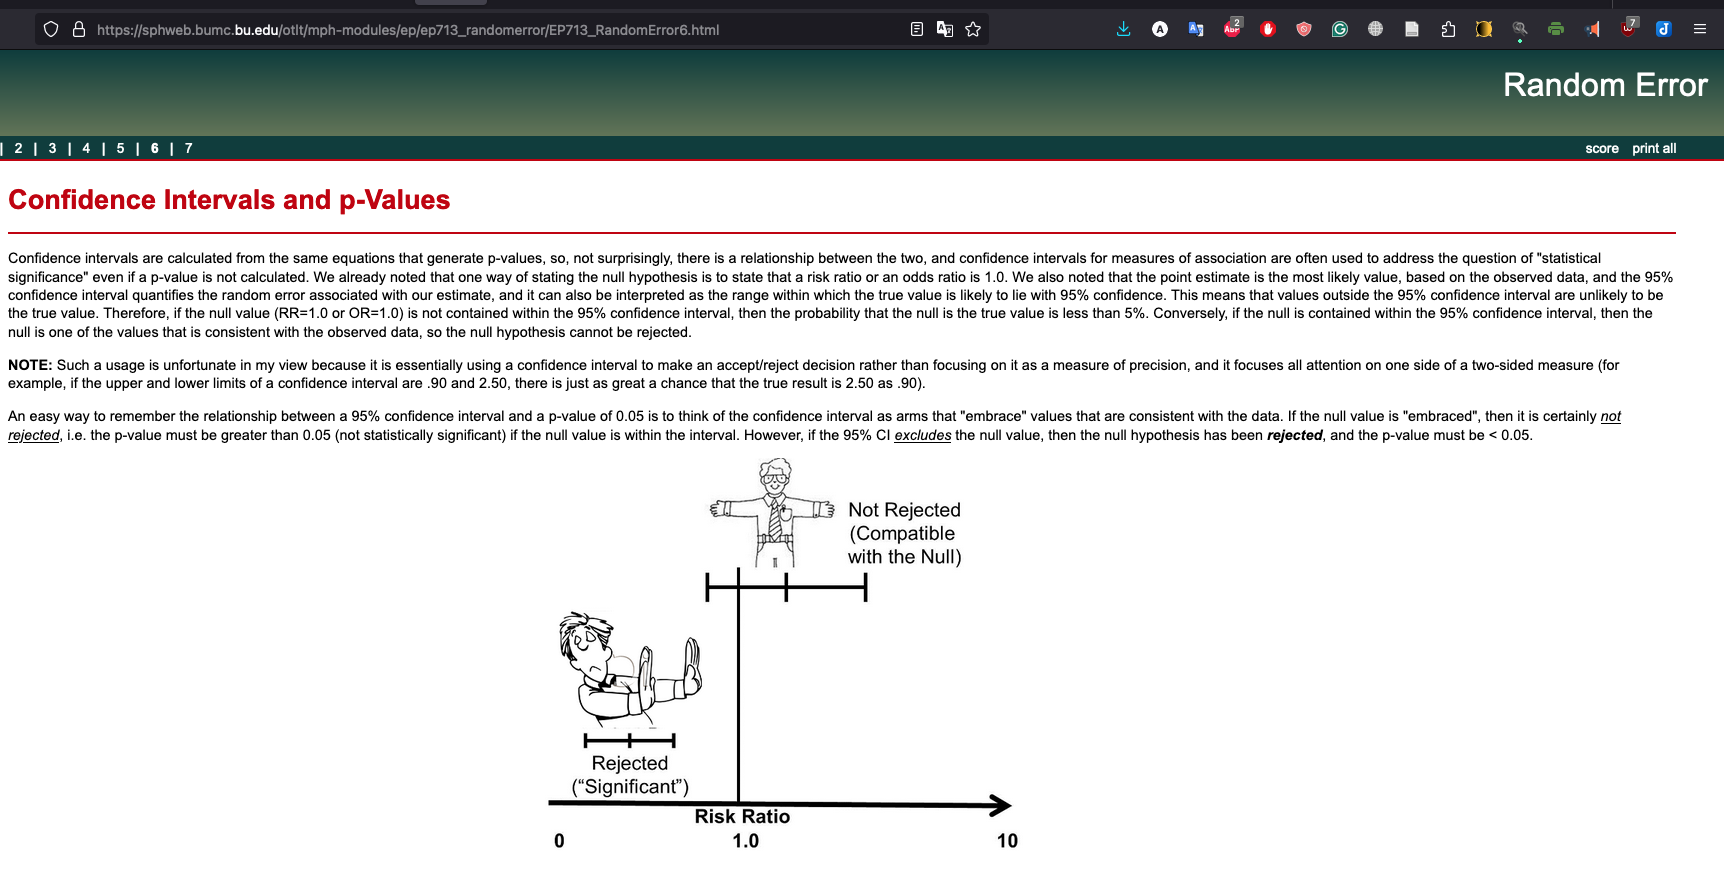 https://sphweb.bumc.bu.edu/otlt/mph-modules/ep/ep713_randomerror/EP713_RandomError6.html
2
7
Random Error
| 2 | 3 | 4 | 5 | 6 | 7
score print all
Confidence Intervals and p-Values
Confidence intervals are calculated from the same equations that generate p-values, so, not surprisingly, there is a relationship between the two, and confidence intervals for measures of association are often used to address the question of "statistical
significance" even if a p-value is not calculated. We already noted that one way of stating the null hypothesis is to state that a risk ratio or an odds ratio is 1.0. We also noted that the point estimate is the most likely value, based on the observed data, and the 95%
confidence interval quantifies the random error associated with our estimate, and it can also be interpreted as the range within which the true value is likely to lie with 95% confidence. This means that values outside the 95% confidence interval are unlikely to be
the true value. Therefore, if the null value (RR=1.0 or OR=1.0) is not contained within the 95% confidence interval, then the probability that the null is the true value is less than 5%. Conversely, if the null is contained within the 95% confidence interval, then the
null is one of the values that is consistent with the observed data, so the null hypothesis cannot be rejected.
NOTE: Such a usage is unfortunate in my view because it is essentially using a confidence interval to make an accept/reject decision rather than focusing on it as a measure of precision, and it focuses all attention on one side of a two-sided measure (for
example, if the upper and lower limits of a confidence interval are .90 and 2.50, there is just as great a chance that the true result is 2.50 as .90).
An easy way to remember the relationship between a 95% confidence interval and a p-value of 0.05 is to think of the confidence interval as arms that "embrace" values that are consistent with the data. If the null value is "embraced", then it is certainly not
rejected, i.e. the p-value must be greater than 0.05 (not statistically significant) if the null value is within the interval. However, if the 95% CI excludes the null value, then the null hypothesis has been rejected, and the p-value must be < 0.05.
Not Rejected
(Compatible
with the Null)
Rejected
(“Significant”)
Risk Ratio
0 1.0 10